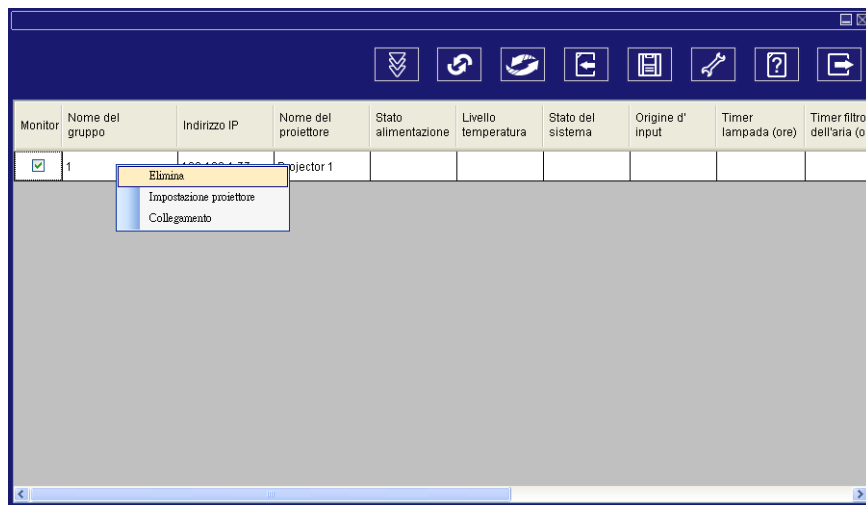 Monitor
Nome del
gruppo
Indirizzo IP
Nome del
proiettore
Stato
alimentazione
Livello
temperatura
Stato del
sistema
Origine d'
input
Timer
lampada (ore)
Timer filtro
dell'aria (o
1
Projector 1
Elimina
Impostazione proiettore
Collegamento